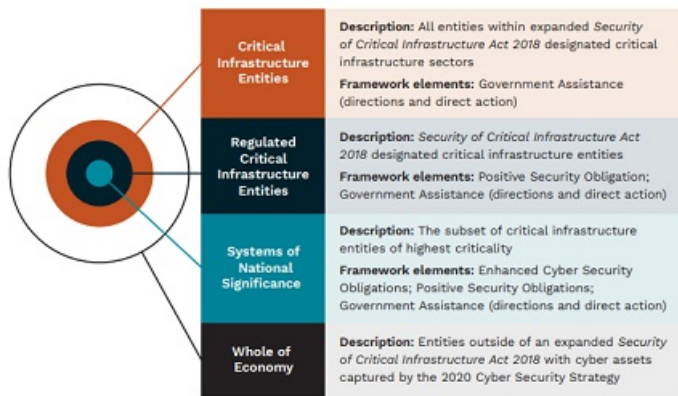 Critical
Infrastructure
Entities
Description: All entities within expanded Security
of Critical Infrastructure Act 2018 designated critical
infrastructure sectors
Framework elements: Government Assistance
(directions and direct action)
Regulated
Critical
Infrastructure
Entities
Description: Security of Critical Infrastructure Act
2018 designated critical infrastructure entities
Framework elements: Positive Security Obligation;
Government Assistance (directions and direct action)
Systems of
National
Significance
Description: The subset of critical infrastructure
entities of highest criticality
Framework elements: Enhanced Cyber Security
Obligations; Positive Security Obligations;
Government Assistance (directions and direct action)
Whole of
Economy
Description: Entities outside of an expanded Security
of Critical Infrastructure Act 2018 with cyber assets
captured by the 2020 Cyber Security Strategy